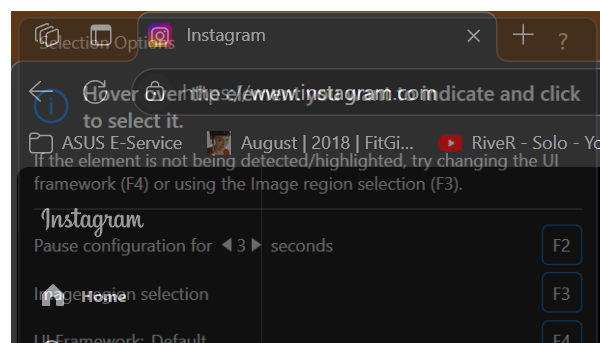 Selection Options
Instagram
?
Hover over the element you want to indicate and click
https://www.instagram.com
to select it.
ASUS E-Service
August | 2018 | FitGi...
RiveR - Solo - Yo
If the element is not being detected/highlighted, try changing the UI
framework (F4) or using the Image region selection (F3).
Instagram
Pause configuration for 3 seconds
F2
Image region selection
Home
F3
UI Framework: Default
F4